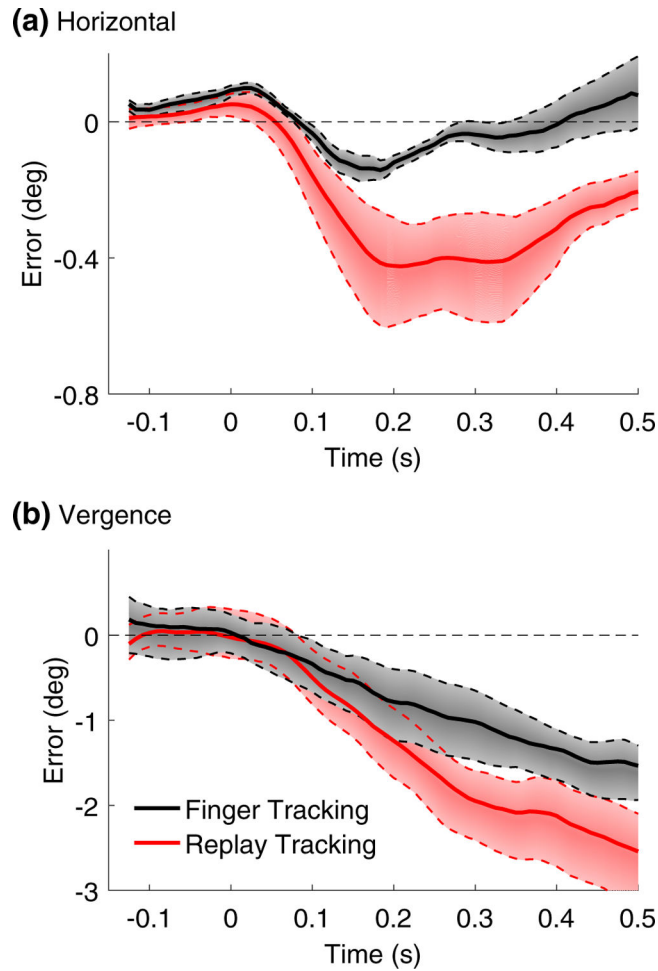 (a) Horizontal
0
-0.4
-0.8
Error (deg)
-0.1 0 0.1 0.2 0.3 0.4 0.5
Time (s)
(b) Vergence
0
-1
-2
-3
Error (deg)
Finger Tracking
Replay Tracking
-0.1 0 0.1 0.2 0.3 0.4 0.5
Time (s)